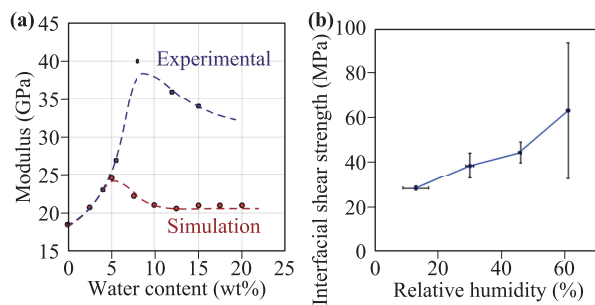 (a)
45
40
35
30
25
20
15
Modulus (GPa)
Experimental
Simulation
0 5 10 15 20 25
Water content (wt%)
(b)
100
80
60
40
20
0
Interfacial shear strength (MPa)
0 20 40 60
Relative humidity (%)